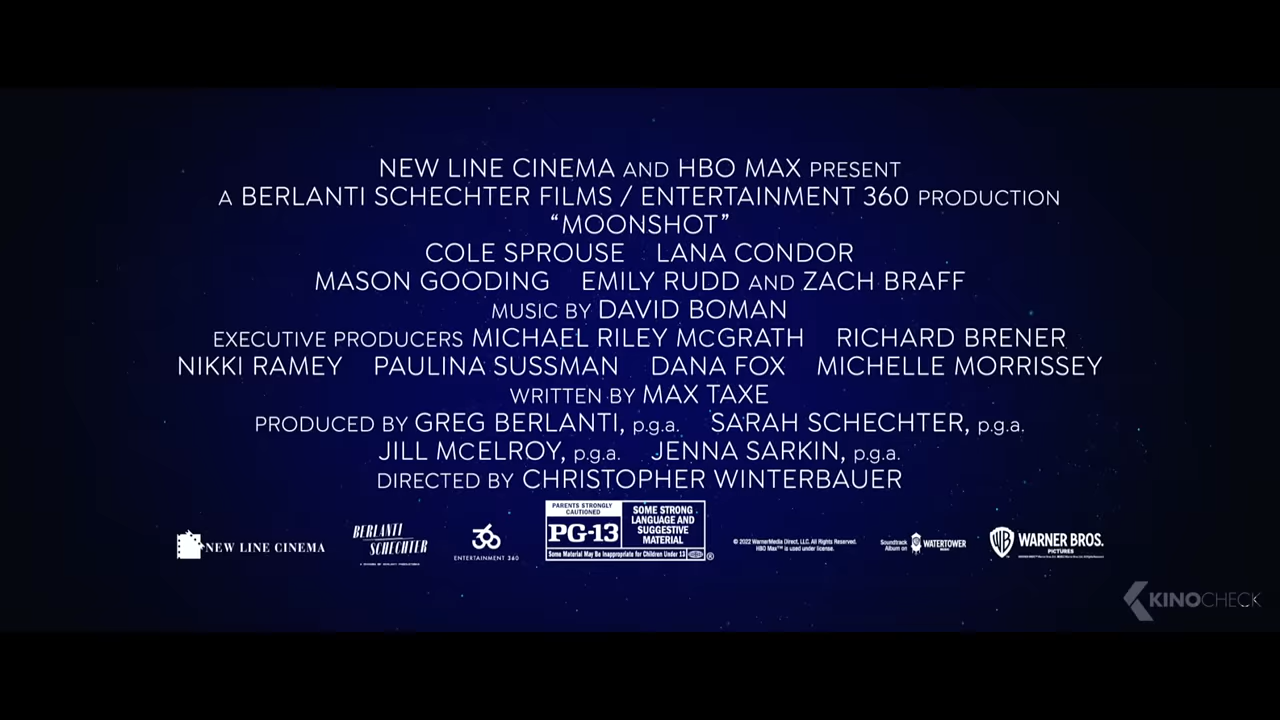 NEW LINE CINEMA AND HBO MAX PRESENT
A BERLANTI SCHECHTER FILMS / ENTERTAINMENT 360 PRODUCTION
“MOONSHOT”
COLE SPROUSE LANA CONDOR
MASON GOODING EMILY RUDD AND ZACH BRAFF
MUSIC BY DAVID BOMAN
EXECUTIVE PRODUCERS MICHAEL RILEY McGRATH RICHARD BRENER
NIKKI RAMEY PAULINA SUSSMAN DANA FOX MICHELLE MORRISSEY
WRITTEN BY MAX TAXE
PRODUCED BY GREG BERLANTI, p.g.a. SARAH SCHECHTER, p.g.a.
JILL McELROY, p.g.a. JENNA SARKIN, p.g.a.
DIRECTED BY CHRISTOPHER WINTERBAUER
NEW LINE CINEMA
BERLANTI
SCHECHTER
36
ENTERTAINMENT 360
PARENTS STRONGLY
CAUTIONED
PG-13
Some Material May Be Inappropriate for Children Under 13
SOME STRONG
LANGUAGE AND
SUGGESTIVE
MATERIAL
®
© 2022 WarnerMedia Direct, LLC. All Rights Reserved.
HBO Max™ is used under license.
Soundtrack
Album on
WATERTOWER
WB
WARNER BROS.
PICTURES
KINOCHECK